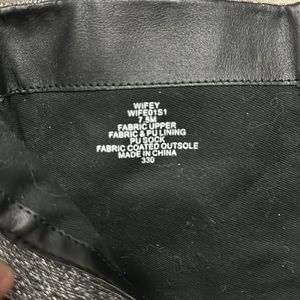 WIFEY
WIFE01S1
7.5M
FABRIC UPPER
FABRIC & PU LINING
PU SOCK
FABRIC COATED OUTSOLE
MADE IN CHINA
330